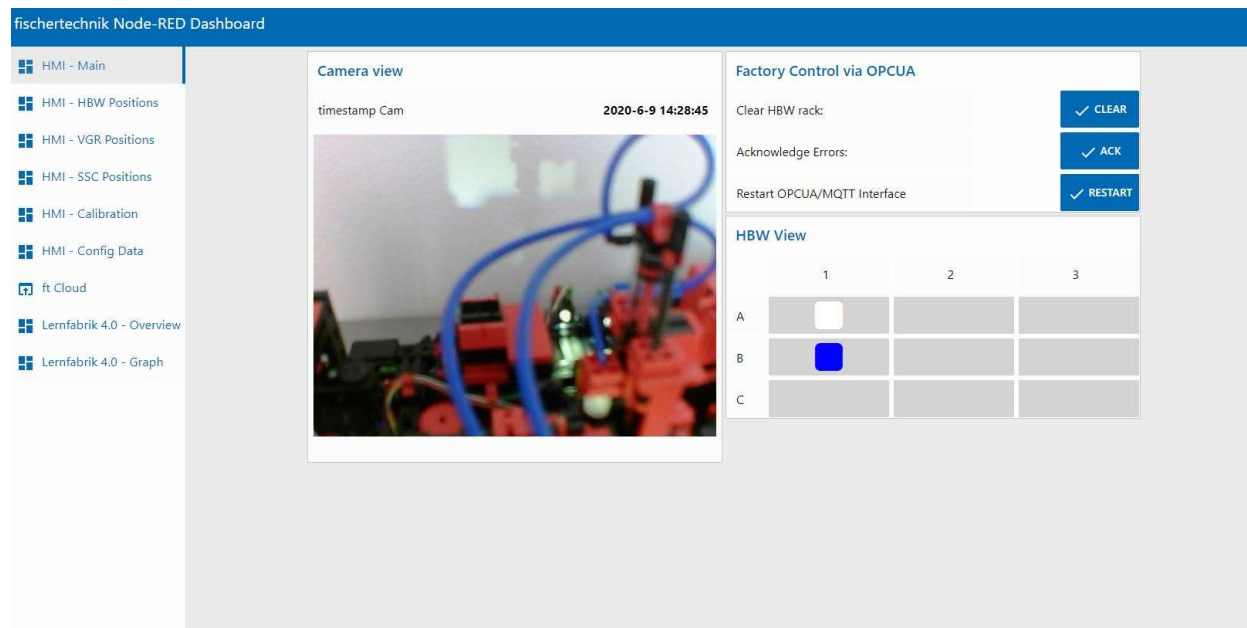 fischertechnik Node-RED Dashboard
HMI - Main
HMI - HBW Positions
HMI - VGR Positions
HMI - SSC Positions
HMI - Calibration
HMI - Config Data
ft Cloud
Lernfabrik 4.0 - Overview
Lernfabrik 4.0 - Graph
Camera view
timestamp Cam 2020-6-9 14:28:45
Factory Control via OPCUA
Clear HBW rack: CLEAR
Acknowledge Errors: ACK
Restart OPCUA/MQTT Interface RESTART
HBW View
1 2 3
A
B
C